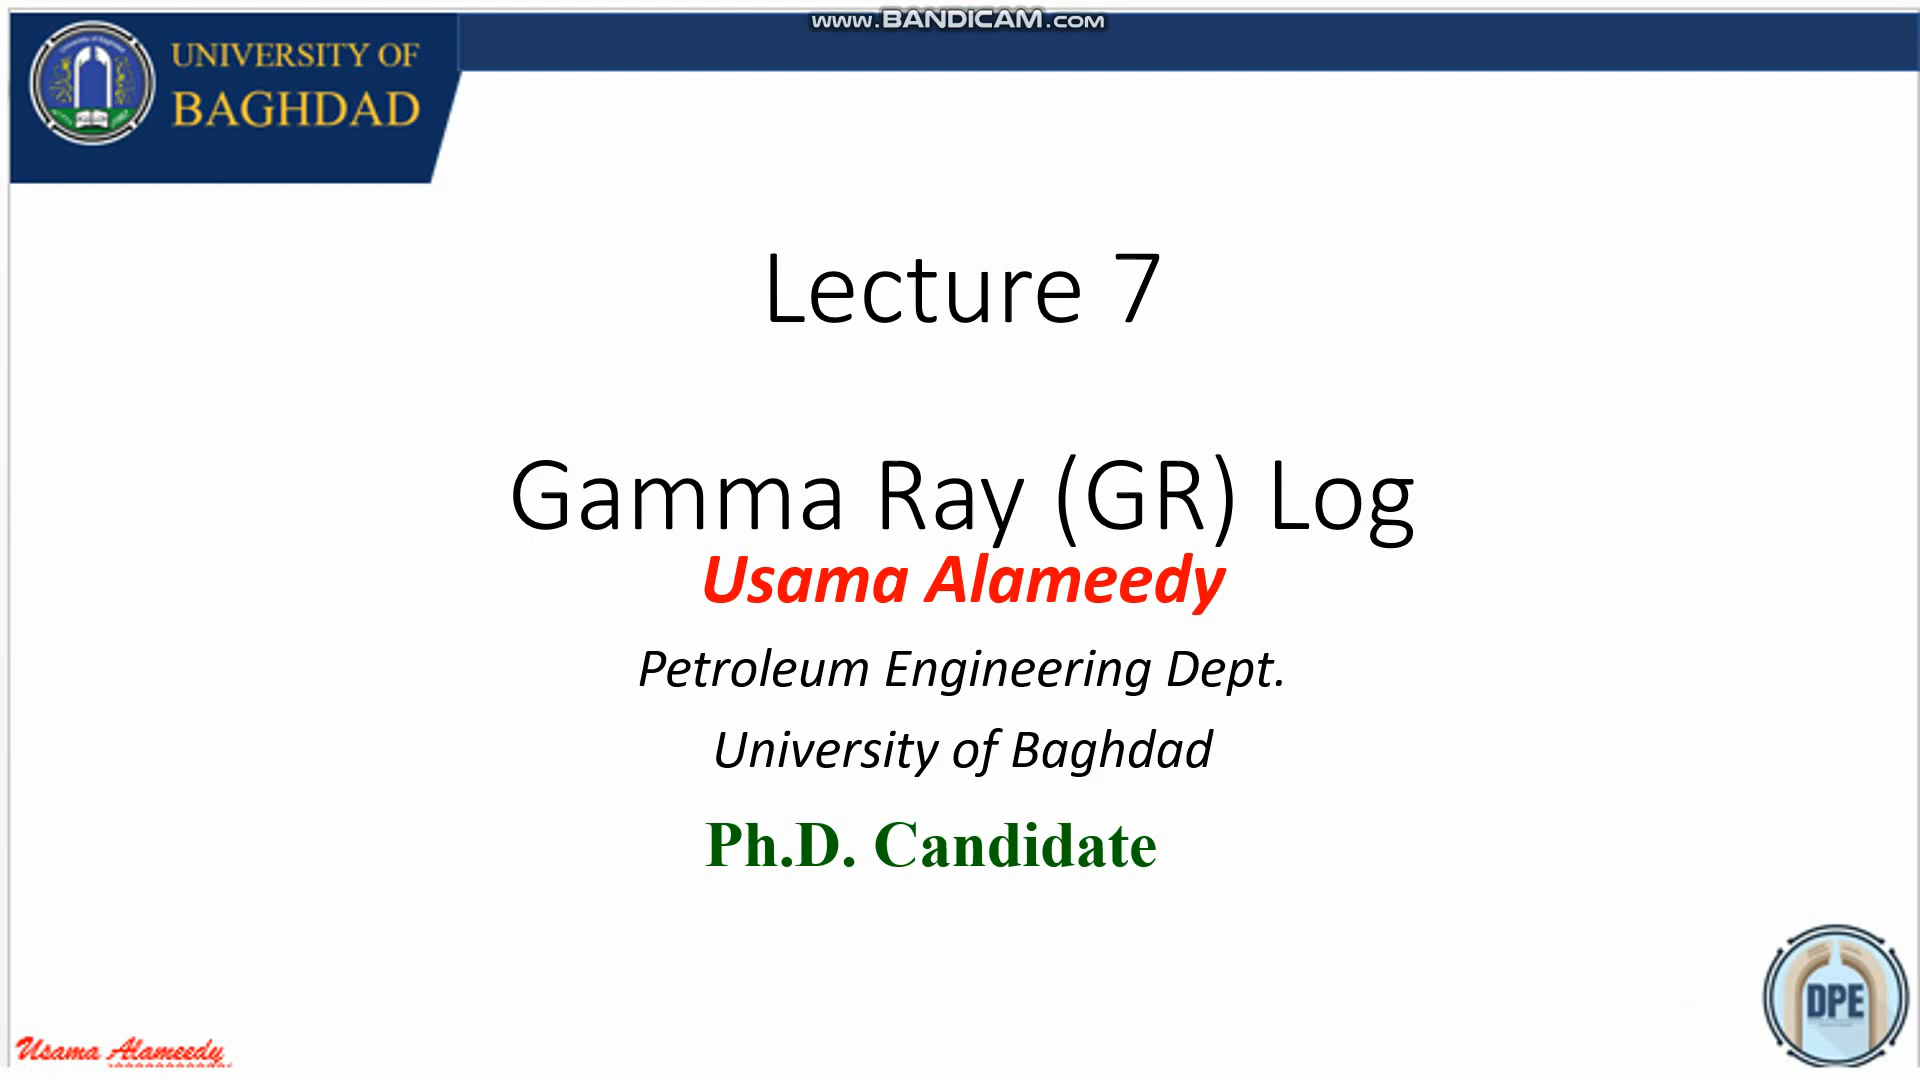 www.BANDICAM.com
UNIVERSITY OF
BAGHDAD
Lecture 7
Gamma Ray (GR) Log
Usama Alameedy
Petroleum Engineering Dept.
University of Baghdad
Ph.D. Candidate
DPE
Usama Alameedy